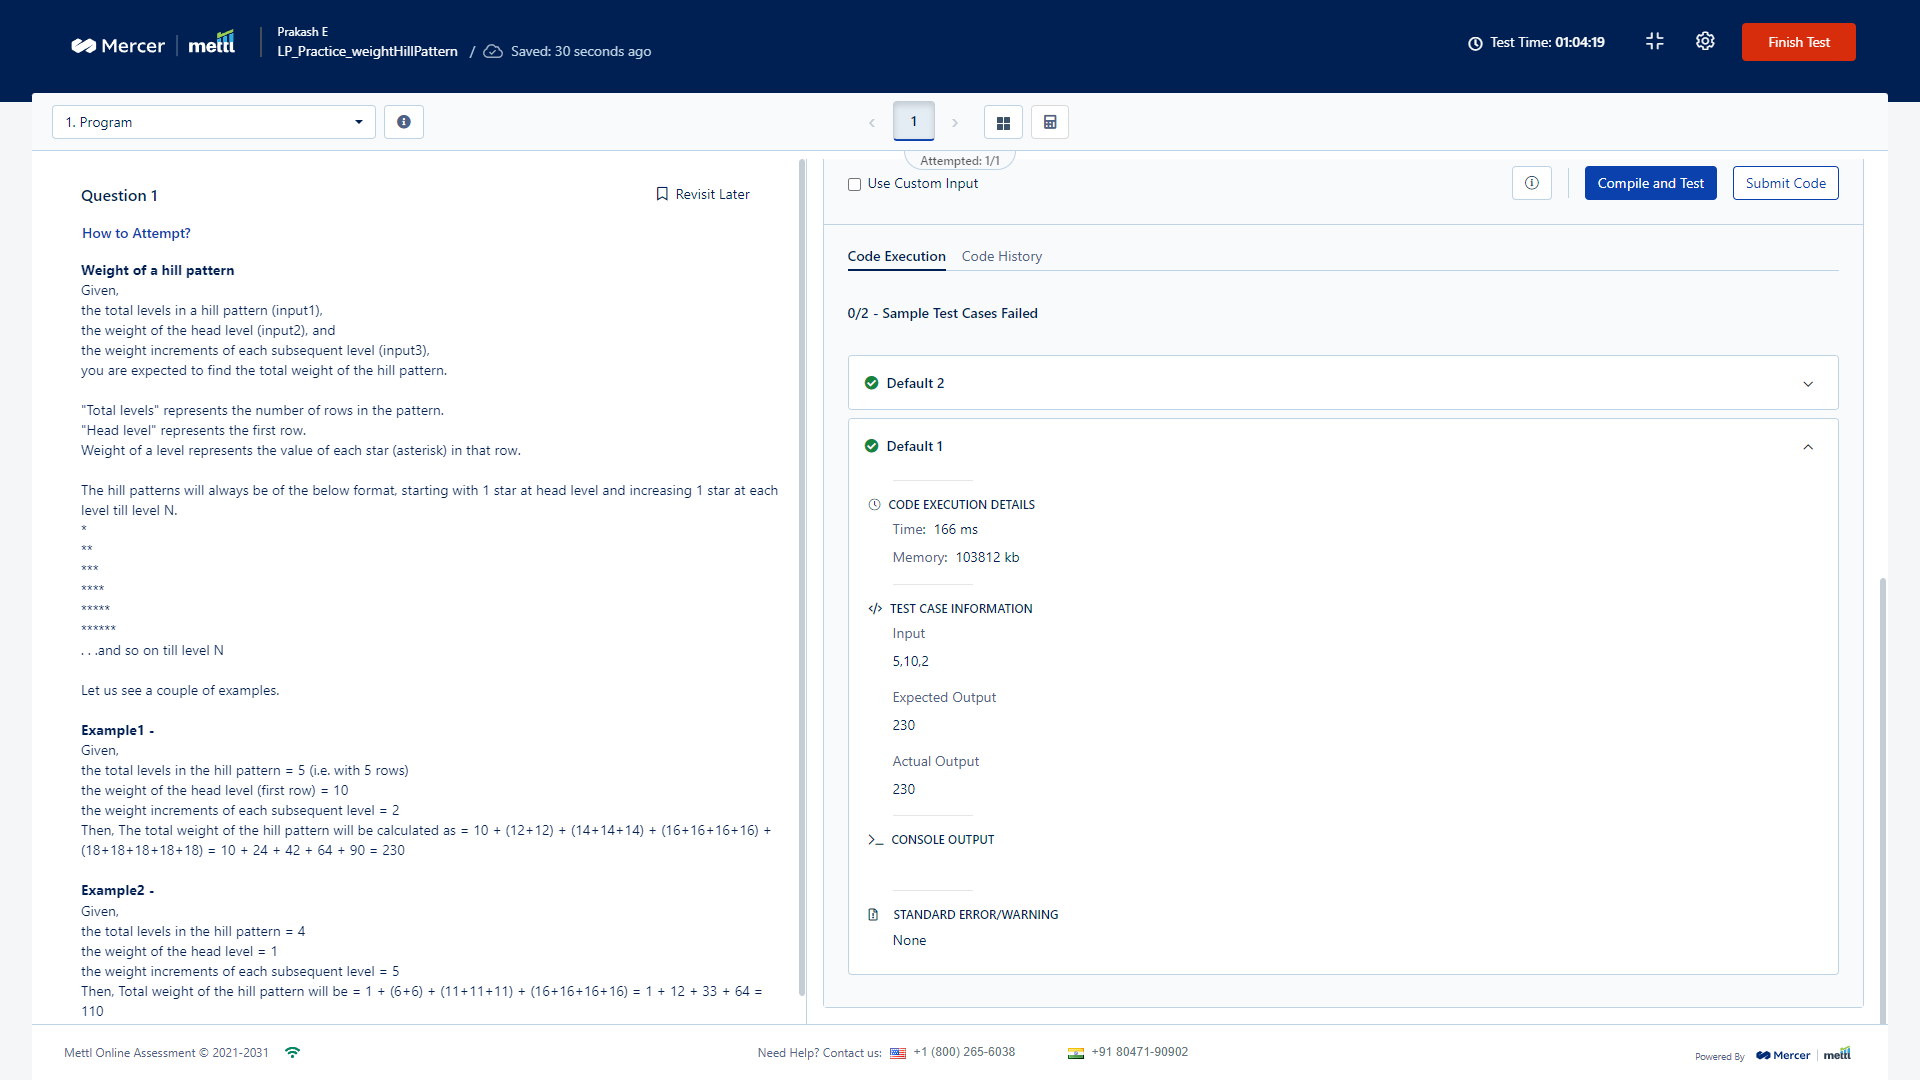 Mercer | mettl
Prakash E
LP_Practice_weightHillPattern / Saved: 30 seconds ago
Test Time: 01:04:19
Finish Test
1. Program
1
Attempted: 1/1
Question 1
Revisit Later
How to Attempt?
Weight of a hill pattern
Given,
the total levels in a hill pattern (input1),
the weight of the head level (input2), and
the weight increments of each subsequent level (input3),
you are expected to find the total weight of the hill pattern.
"Total levels" represents the number of rows in the pattern.
"Head level" represents the first row.
Weight of a level represents the value of each star (asterisk) in that row.
The hill patterns will always be of the below format, starting with 1 star at head level and increasing 1 star at each
level till level N.
*
**
***
****
*****
******
. . .and so on till level N
Let us see a couple of examples.
Example1 -
Given,
the total levels in the hill pattern = 5 (i.e. with 5 rows)
the weight of the head level (first row) = 10
the weight increments of each subsequent level = 2
Then, The total weight of the hill pattern will be calculated as = 10 + (12+12) + (14+14+14) + (16+16+16+16) +
(18+18+18+18+18) = 10 + 24 + 42 + 64 + 90 = 230
Example2 -
Given,
the total levels in the hill pattern = 4
the weight of the head level = 1
the weight increments of each subsequent level = 5
Then, Total weight of the hill pattern will be = 1 + (6+6) + (11+11+11) + (16+16+16+16) = 1 + 12 + 33 + 64 =
110
Use Custom Input
Compile and Test
Submit Code
Code Execution
Code History
0/2 - Sample Test Cases Failed
Default 2
Default 1
CODE EXECUTION DETAILS
Time: 166 ms
Memory: 103812 kb
</> TEST CASE INFORMATION
Input
5,10,2
Expected Output
230
Actual Output
230
>_ CONSOLE OUTPUT
STANDARD ERROR/WARNING
None
Mettl Online Assessment © 2021-2031
Need Help? Contact us: +1 (800) 265-6038
+91 80471-90902
Powered By Mercer | mettl